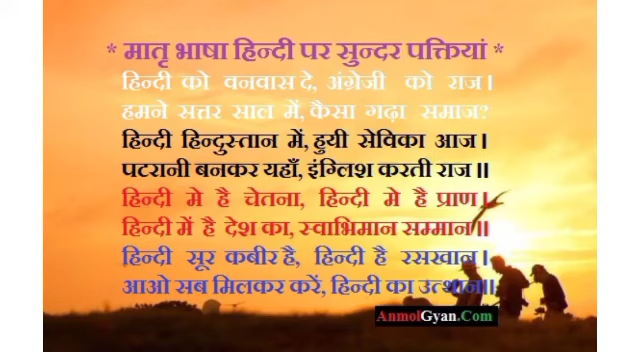 * मातृ भाषा हिन्दी पर सुन्दर पक्तियां *
हिन्दी को वनवास दे, अंग्रेजी को राज।
हमने सत्तर साल में, कैसा गढ़ा समाज?
हिन्दी हिन्दुस्तान में, हुयी सेविका आज।
पटरानी बनकर यहाँ, इंग्लिश करती राज॥
हिन्दी मे है चेतना, हिन्दी मे है प्राण।
हिन्दी में है देश का, स्वाभिमान सम्मान॥
हिन्दी सूर कबीर है, हिन्दी है रसखान।
आओ सब मिलकर करें, हिन्दी का उत्थान॥
AnmolGyan.Com